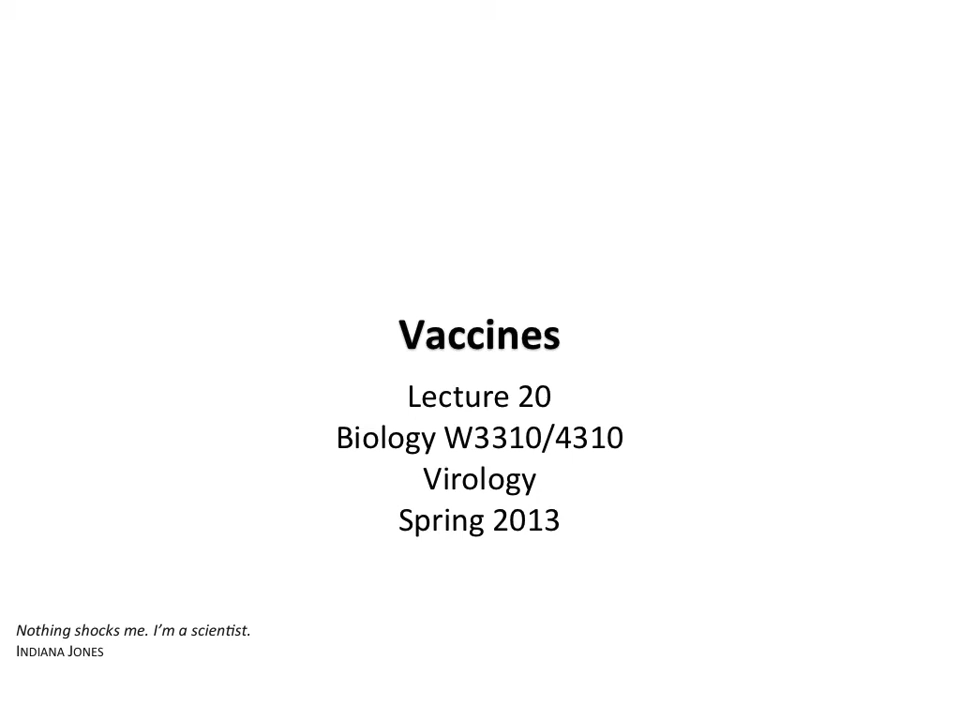 Vaccines
Lecture 20
Biology W3310/4310
Virology
Spring 2013
Nothing shocks me. I’m a scientist.
INDIANA JONES